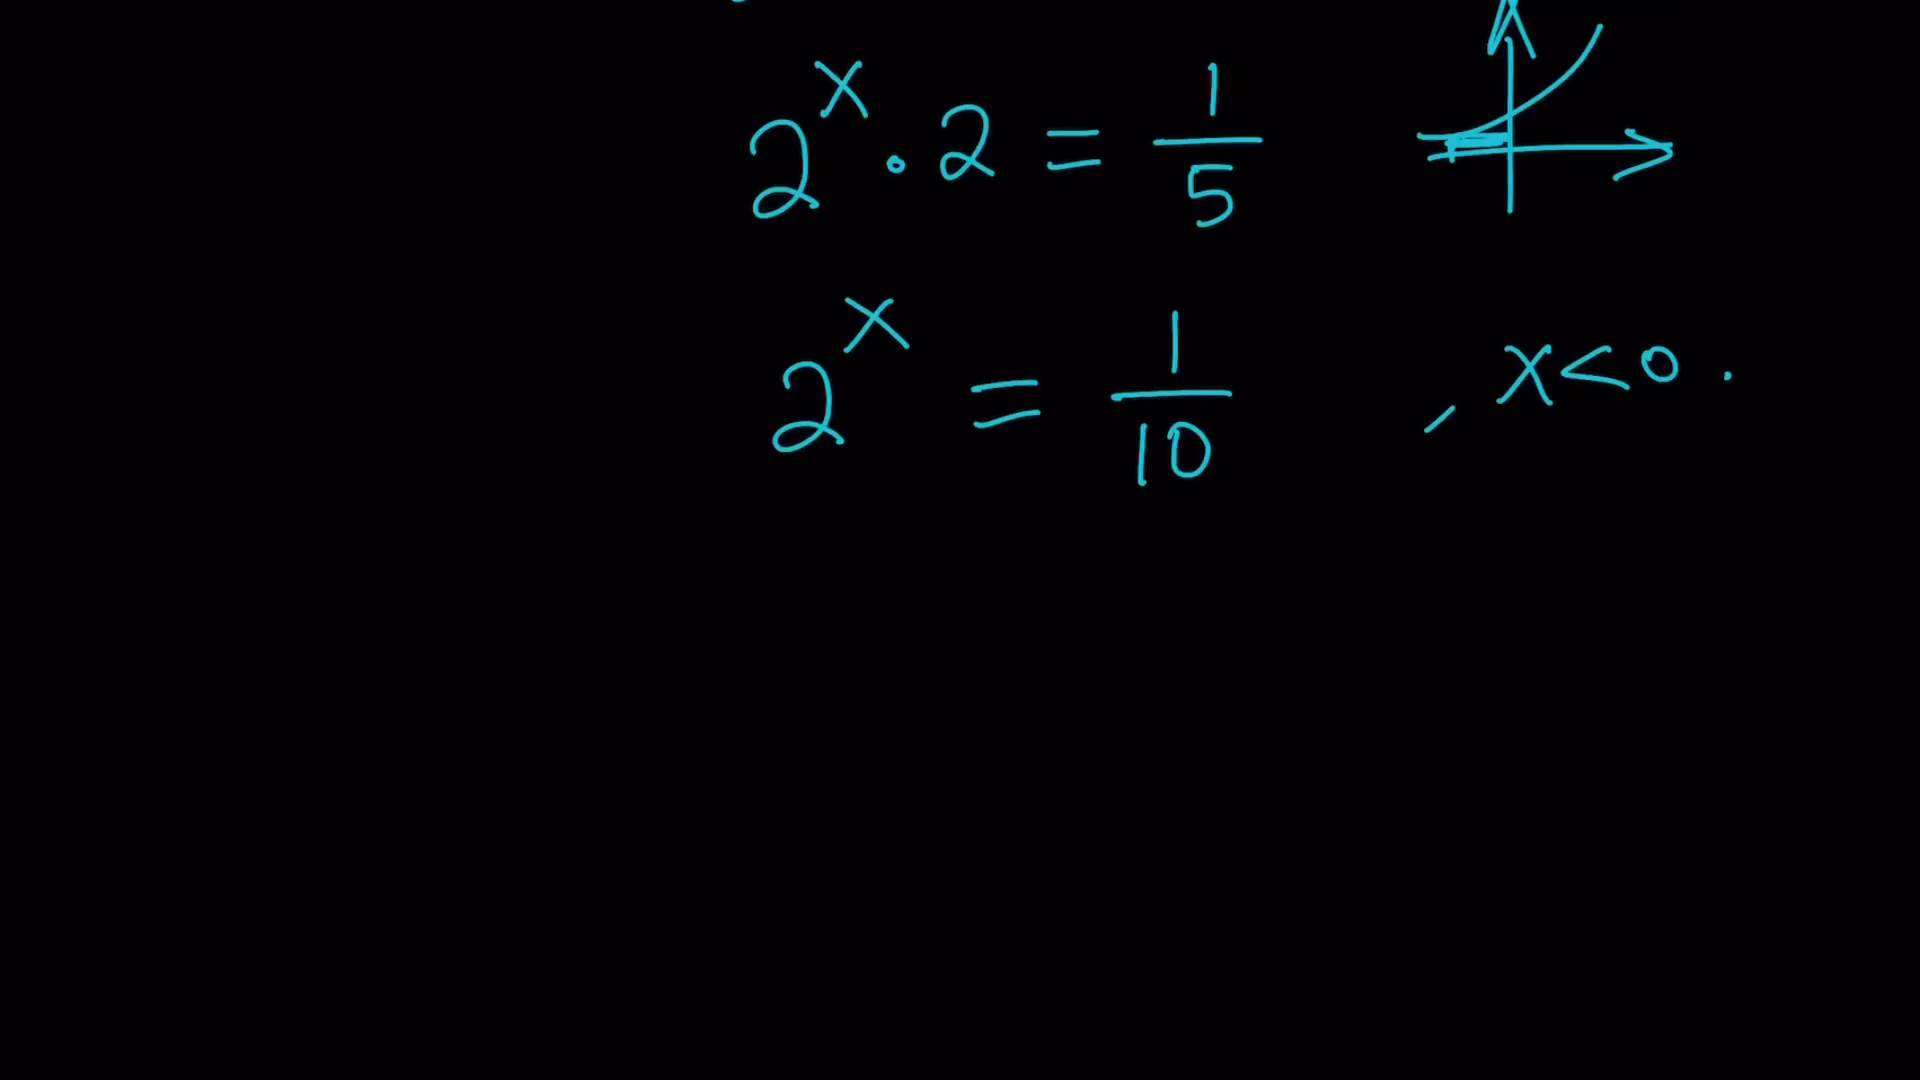 2^x · 2 = 1/5
2^x = 1/10 , x < 0 .